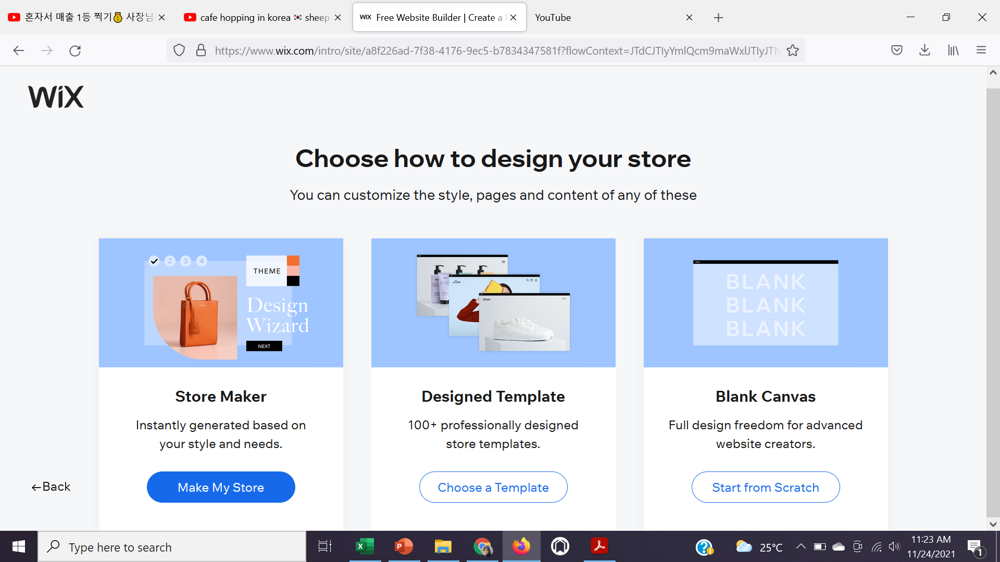 혼자서 매출 1등 찍기💰 사장님
cafe hopping in korea 🇰🇷 sheep
WIX Free Website Builder | Create a F
YouTube
https://www.wix.com/intro/site/a8f226ad-7f38-4176-9ec5-b7834347581f?flowContext=JTdCJTIyYmlQcm9maWxlJTIyJTN
WiX
Choose how to design your store
You can customize the style, pages and content of any of these
2 3 4
THEME
Design
Wizard
NEXT
Luxe
shoe
BLANK
BLANK
BLANK
Store Maker
Instantly generated based on
your style and needs.
Make My Store
Designed Template
100+ professionally designed
store templates.
Choose a Template
Blank Canvas
Full design freedom for advanced
website creators.
Start from Scratch
←Back
Type here to search
25°C
11:23 AM
11/24/2021
1